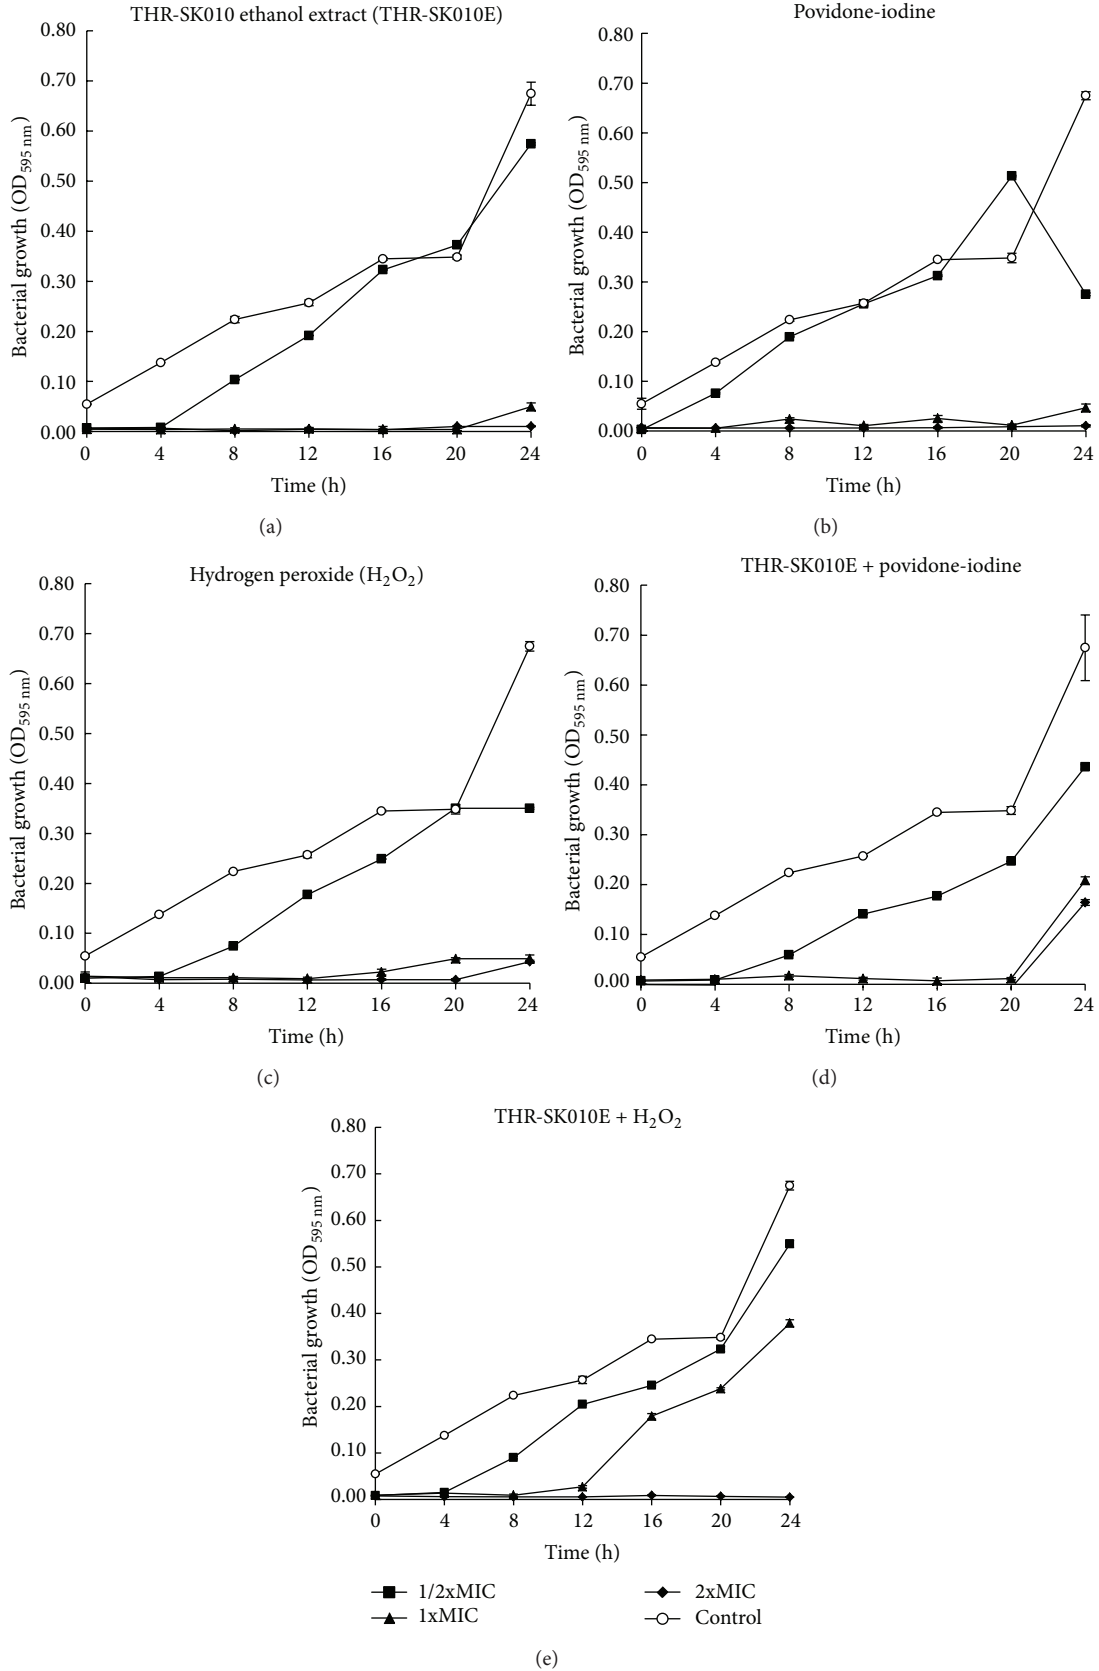 THR-SK010 ethanol extract (THR-SK010E)
0.80
0.70
0.60
0.50
0.40
0.30
0.20
0.10
0.00
Bacterial growth (OD595 nm)
0 4 8 12 16 20 24
Time (h)
(a)
Povidone-iodine
0.80
0.70
0.60
0.50
0.40
0.30
0.20
0.10
0.00
Bacterial growth (OD595 nm)
0 4 8 12 16 20 24
Time (h)
(b)
Hydrogen peroxide (H2O2)
0.80
0.70
0.60
0.50
0.40
0.30
0.20
0.10
0.00
Bacterial growth (OD595 nm)
0 4 8 12 16 20 24
Time (h)
(c)
THR-SK010E + povidone-iodine
0.80
0.70
0.60
0.50
0.40
0.30
0.20
0.10
0.00
Bacterial growth (OD595 nm)
0 4 8 12 16 20 24
Time (h)
(d)
THR-SK010E + H2O2
0.80
0.70
0.60
0.50
0.40
0.30
0.20
0.10
0.00
Bacterial growth (OD595 nm)
0 4 8 12 16 20 24
Time (h)
1/2xMIC
1xMIC
2xMIC
Control
(e)